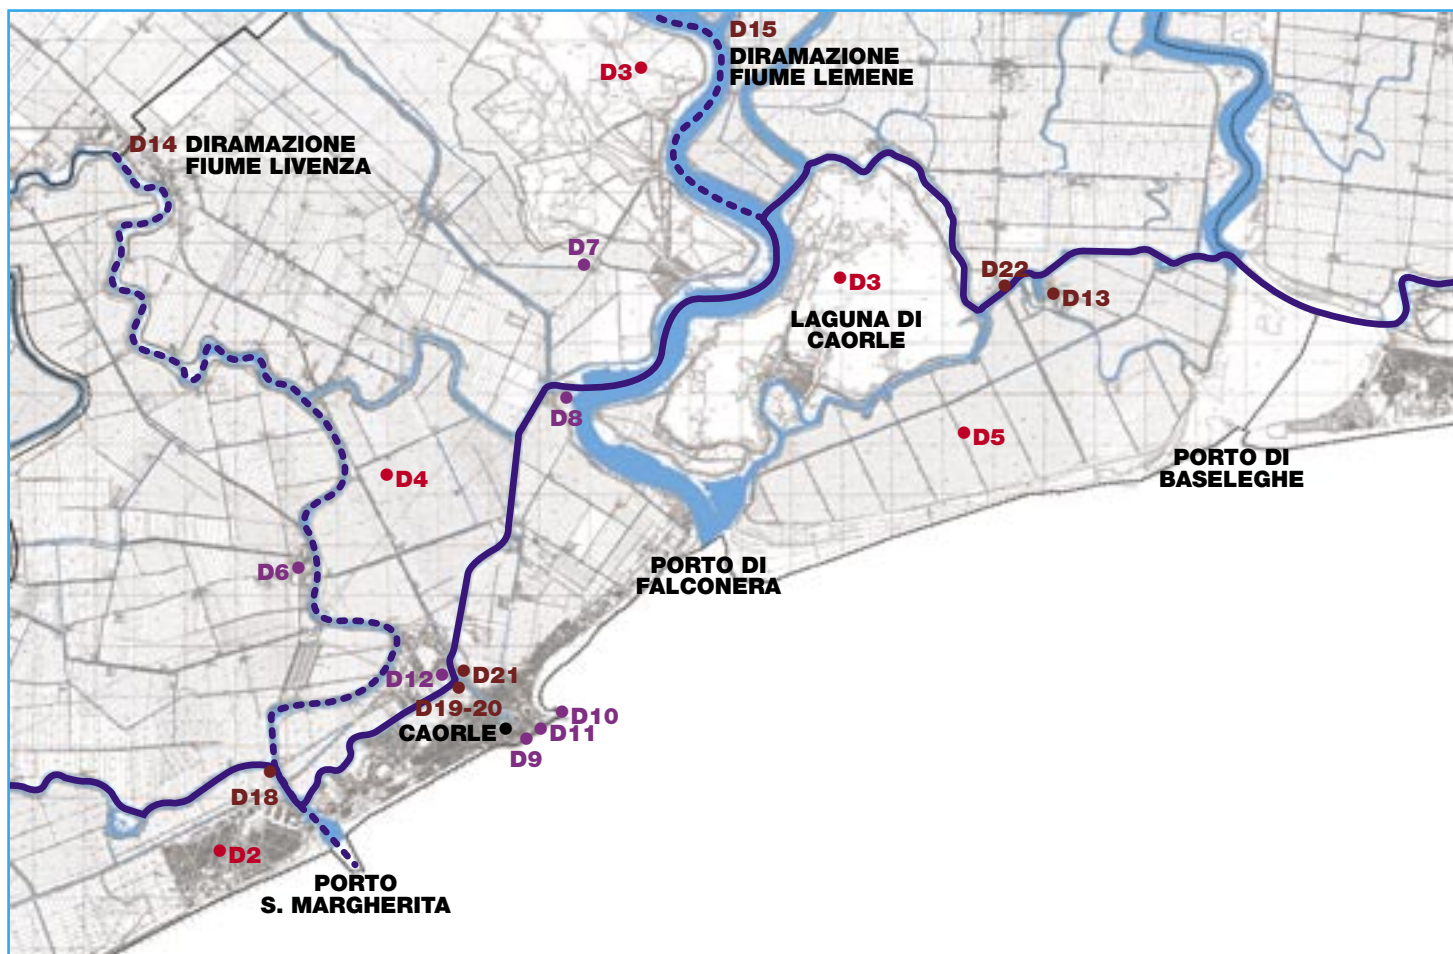 D15
DIRAMAZIONE
FIUME LEMENE
D3
D14 DIRAMAZIONE
FIUME LIVENZA
D7
D3
D22
D13
LAGUNA DI
CAORLE
D8
D5
D4
PORTO DI
BASELEGHE
PORTO DI
FALCONERA
D6
D12
D21
D19-20
CAORLE
D10
D11
D9
D18
D2
PORTO
S. MARGHERITA